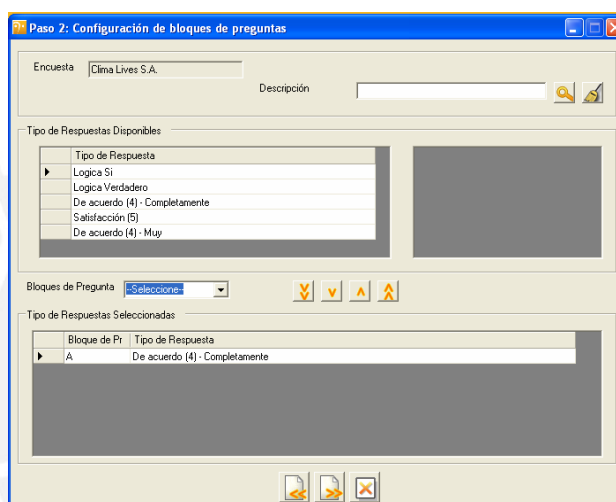 Paso 2: Configuración de bloques de preguntas
Encuesta Clima Lives S.A.
Descripción
Tipo de Respuestas Disponibles
Tipo de Respuesta
Logica Si
Logica Verdadero
De acuerdo (4) - Completamente
Satisfacción (5)
De acuerdo (4) - Muy
Bloques de Pregunta --Seleccione--
Tipo de Respuestas Seleccionadas
Bloque de Pr Tipo de Respuesta
A De acuerdo (4) - Completamente